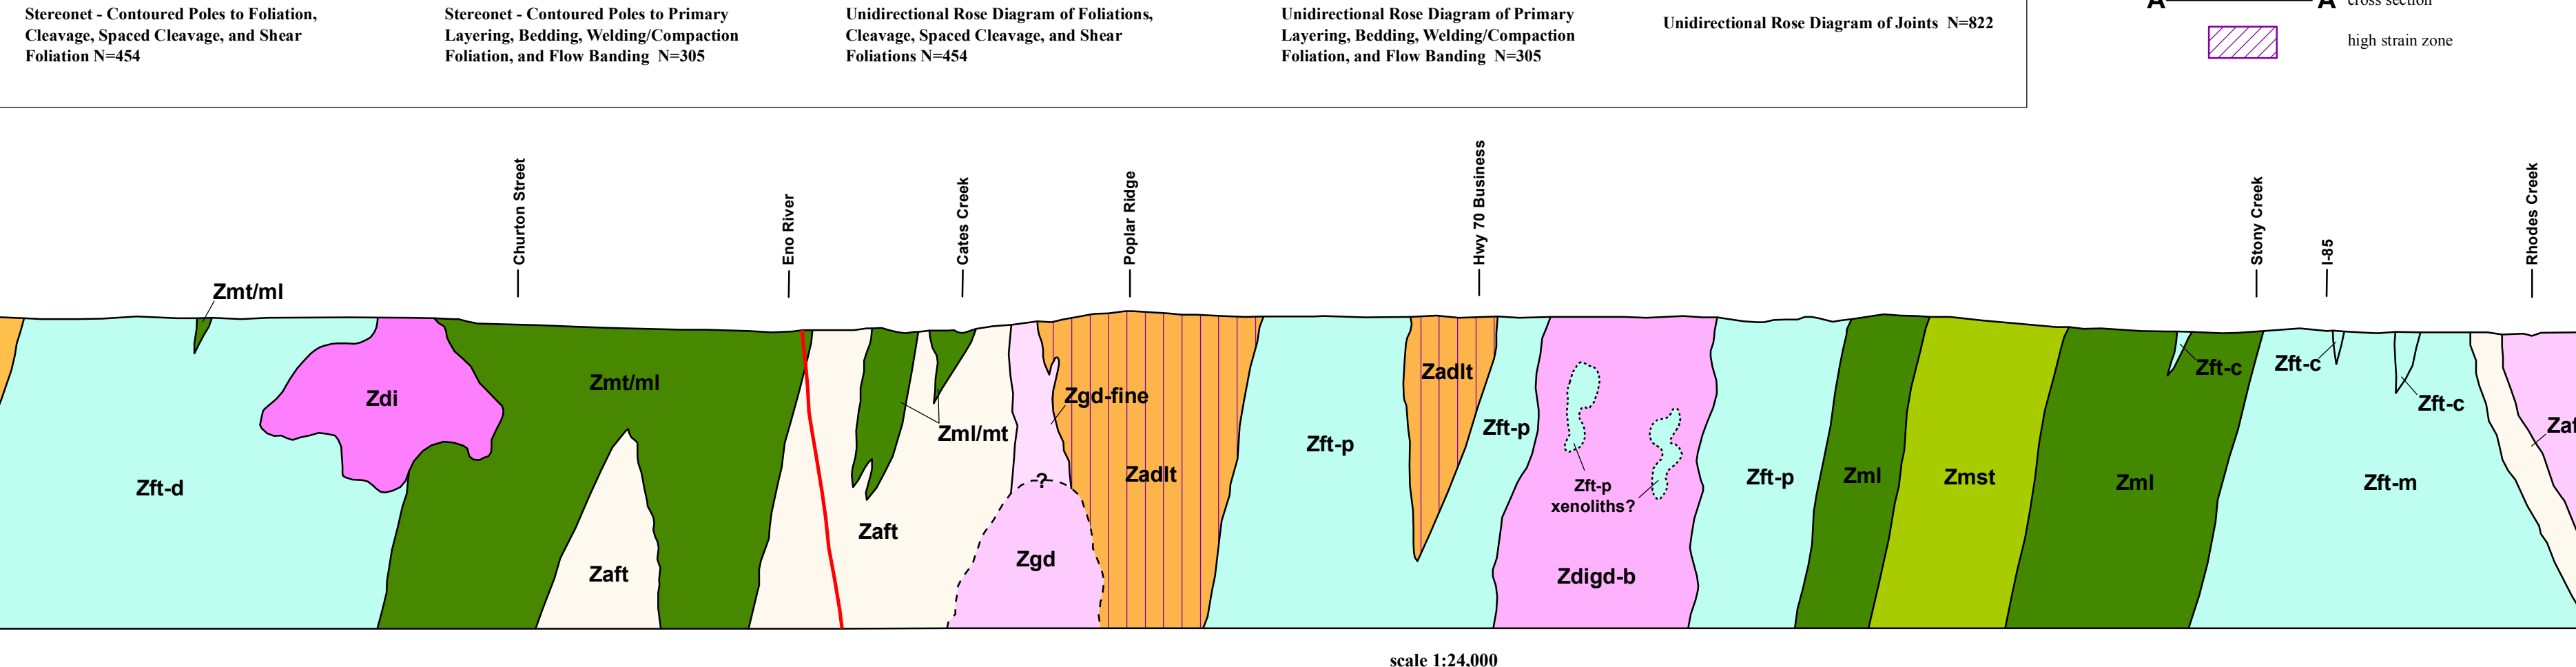 Stereonet - Contoured Poles to Foliation,
Cleavage, Spaced Cleavage, and Shear
Foliation N=454
Stereonet - Contoured Poles to Primary
Layering, Bedding, Welding/Compaction
Foliation, and Flow Banding N=305
Unidirectional Rose Diagram of Foliations,
Cleavage, Spaced Cleavage, and Shear
Foliations N=454
Unidirectional Rose Diagram of Primary
Layering, Bedding, Welding/Compaction
Foliation, and Flow Banding N=305
Unidirectional Rose Diagram of Joints N=822
A
A
cross section
high strain zone
Churton Street
Eno River
Cates Creek
Poplar Ridge
Hwy 70 Business
Stony Creek
I-85
Rhodes Creek
Zmt/ml
Zft-d
Zdi
Zmt/ml
Zaft
Zml/mt
Zaft
?
Zgd
Zgd-fine
Zadlt
Zft-p
Zadlt
Zft-p
Zft-p
xenoliths?
Zdigd-b
Zft-p
Zml
Zmst
Zml
Zft-c
Zft-c
Zft-c
Zft-m
Zaf
scale 1:24,000